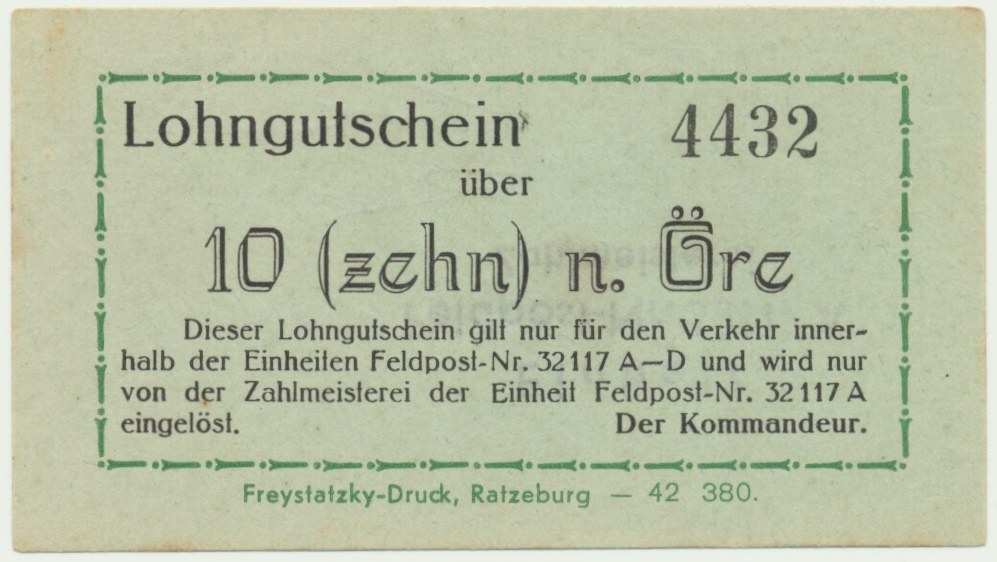 Lohngutschein 4432
über
10 (zehn) n. Öre
Dieser Lohngutschein gilt nur für den Verkehr inner-
halb der Einheiten Feldpost-Nr. 32117 A—D und wird nur
von der Zahlmeisterei der Einheit Feldpost-Nr. 32117 A
eingelöst. Der Kommandeur.
Freystatzky-Druck, Ratzeburg — 42 380.